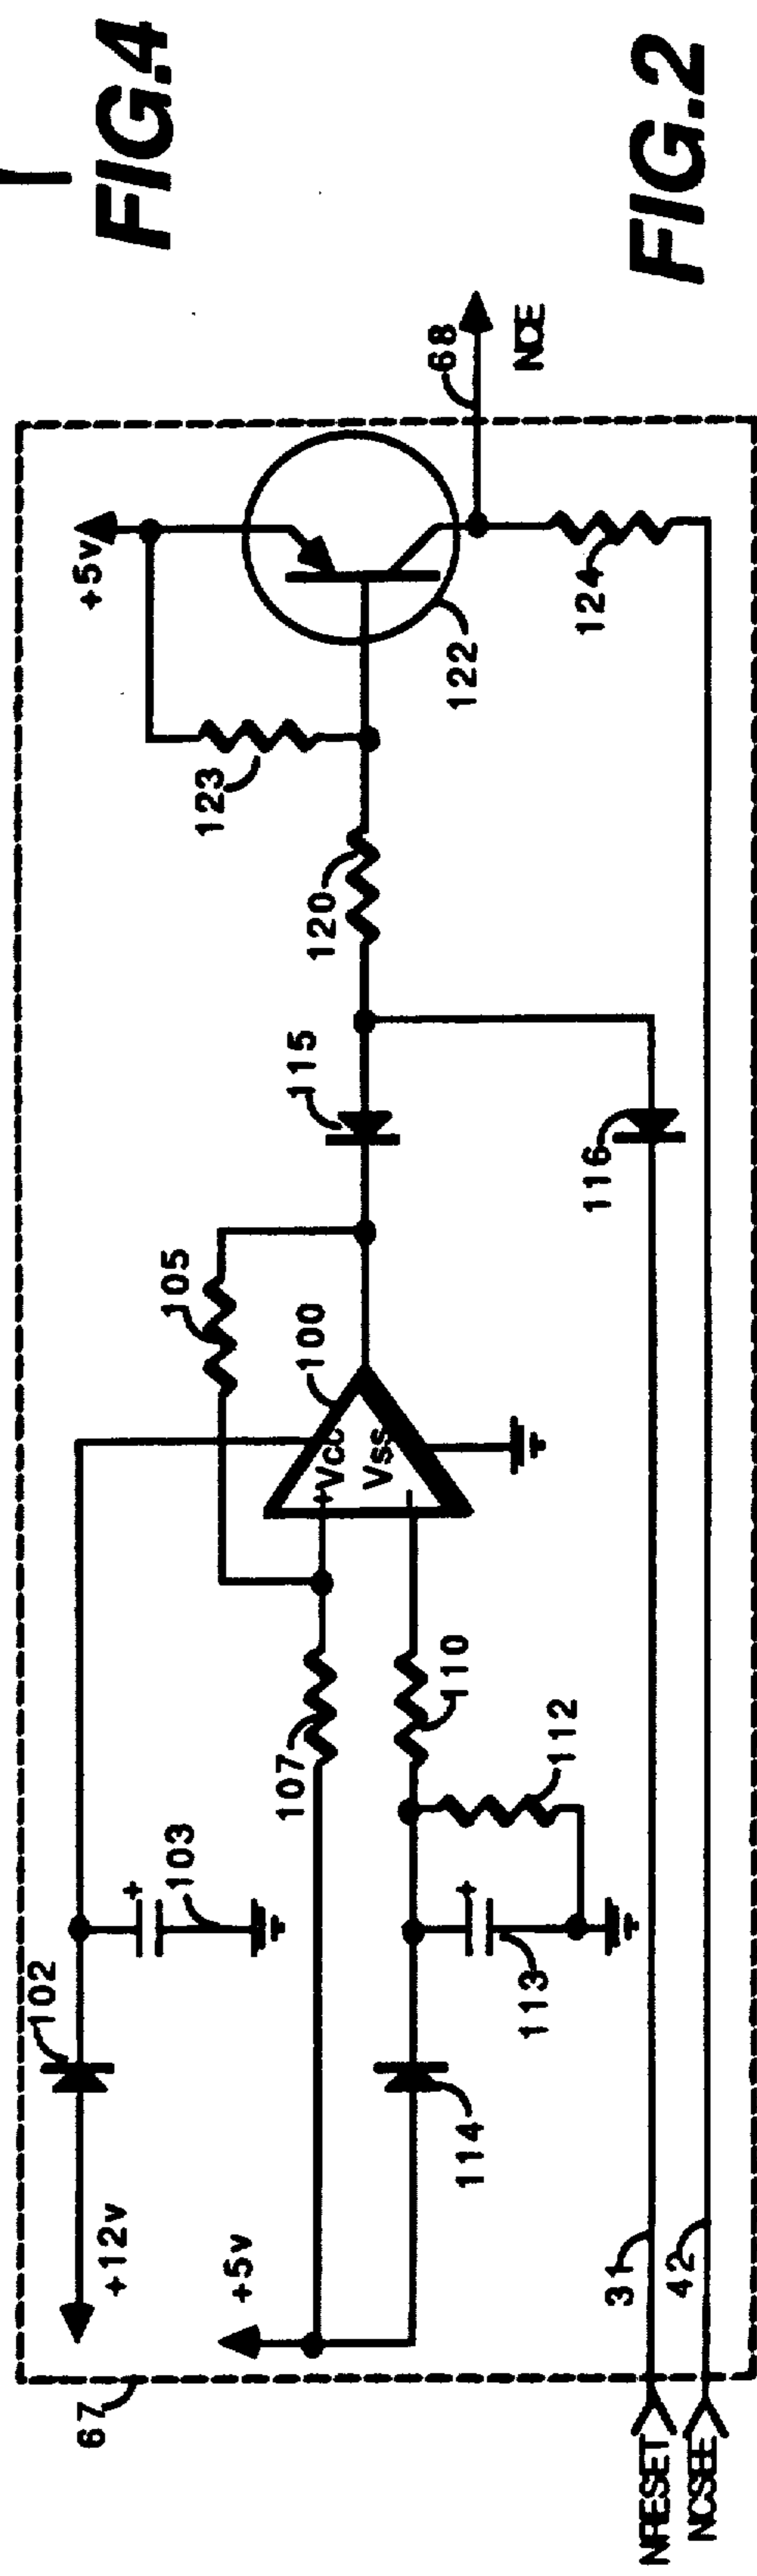 FIG.4
67
+12v
102
103
+5v
105
107
100
+Vcc
Vss
110
112
113
114
115
116
120
123
+5v
122
124
68
NCE
31
42
NRESET
NCSEE
FIG.2